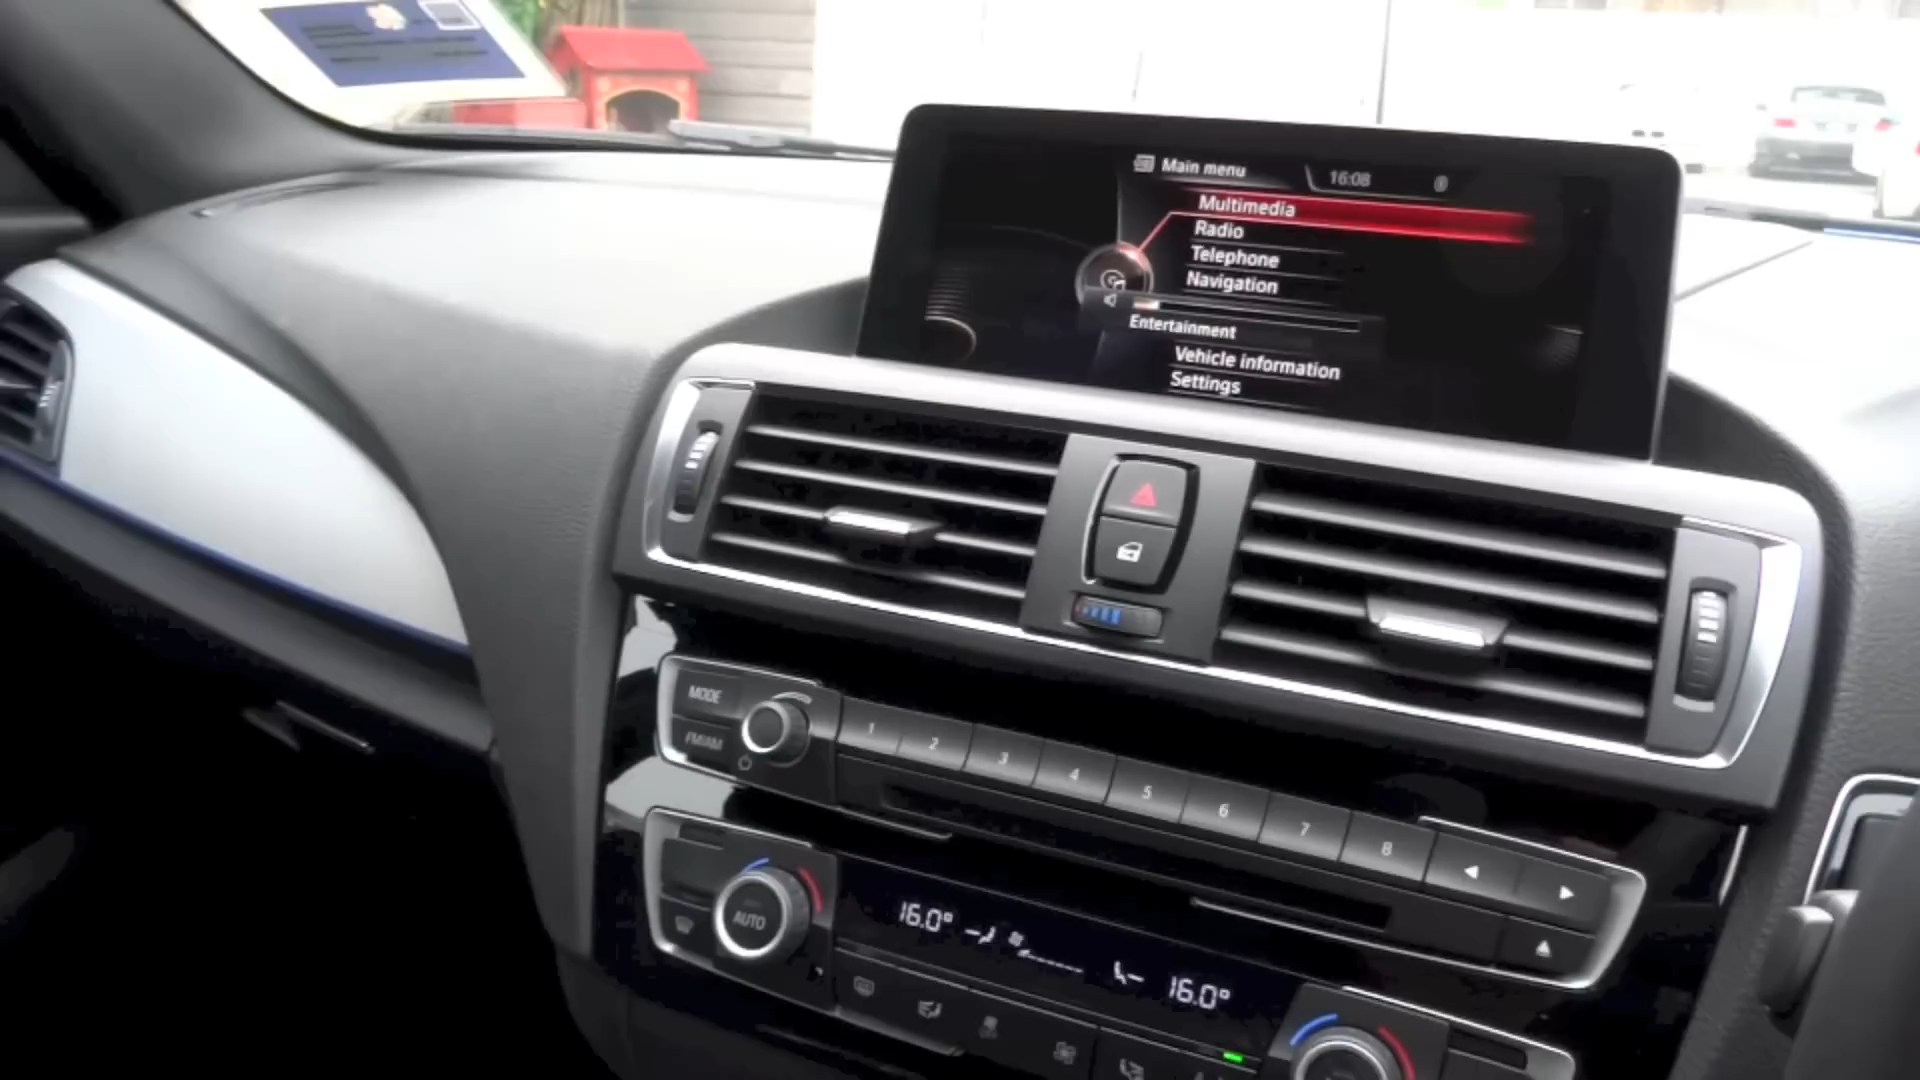 Main menu 16:08
Multimedia
Radio
Telephone
Navigation
Entertainment
Vehicle information
Settings
MODE
FM/AM
1 2 3 4 5 6 7 8
AUTO
16.0° 16.0°